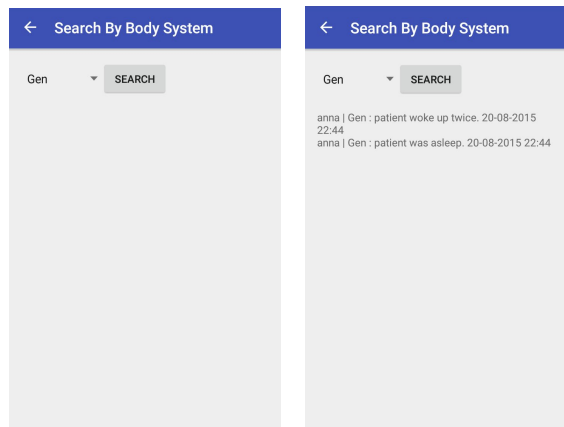 Search By Body System
Gen
SEARCH
Search By Body System
Gen
SEARCH
anna | Gen : patient woke up twice. 20-08-2015
22:44
anna | Gen : patient was asleep. 20-08-2015 22:44